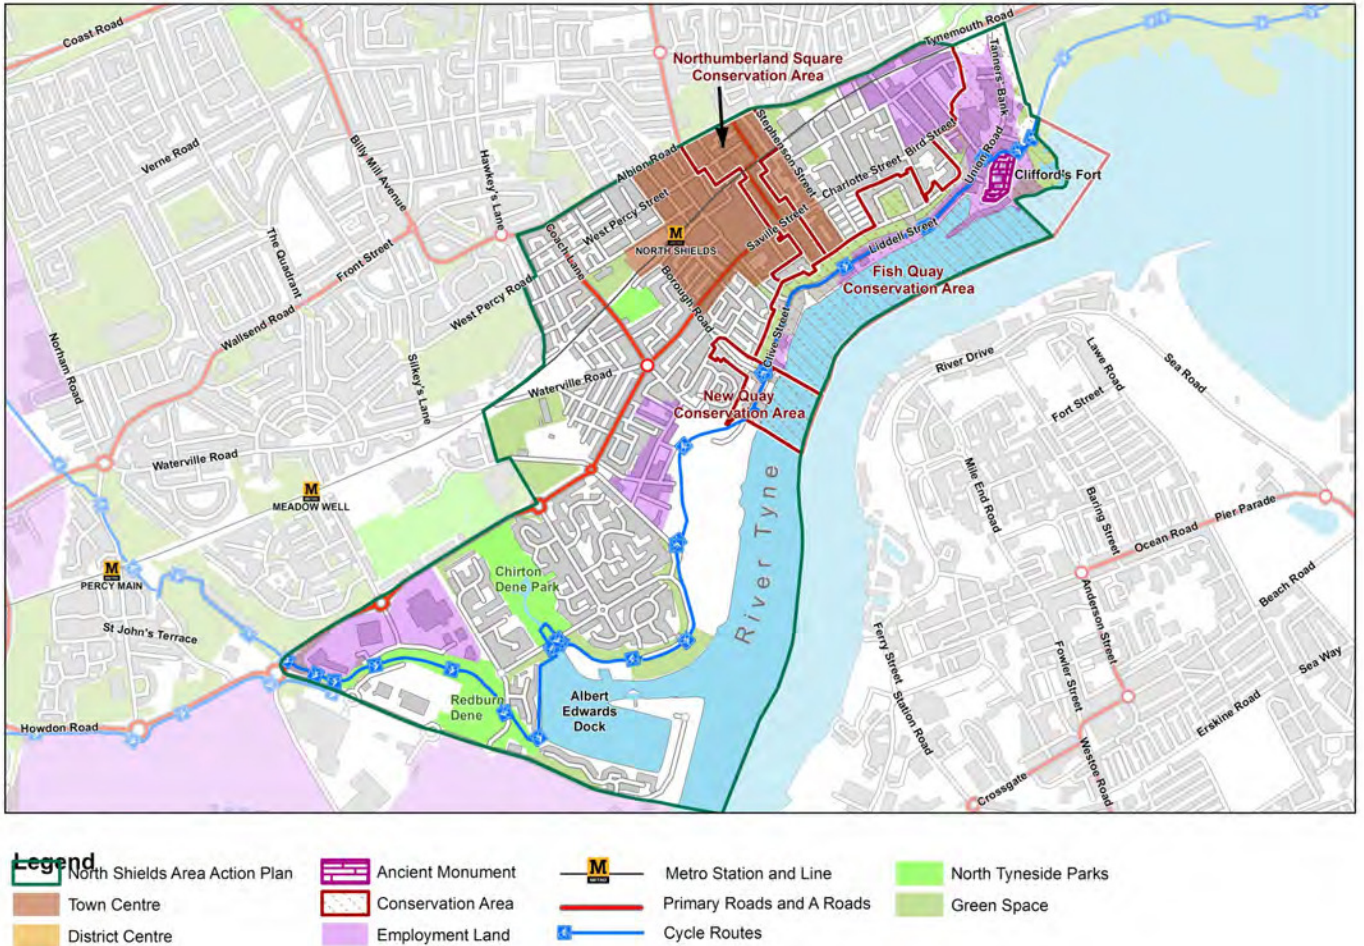 Coast Road
Tynemouth Road
Northumberland Square
Conservation Area
Tanners' Bank
Stephenson Street
Verne Road
Billy Mill Avenue
Hawkey's Lane
Albion Road
Charlotte Street
Bird Street
Union Road
Clifford's Fort
West Percy Street
The Quadrant
Front Street
Coach Lane
M
METRO
NORTH SHIELDS
Saville Street
Liddell Street
Fish Quay
Conservation Area
Borough Road
West Percy Road
Wallsend Road
Norham Road
Silkey's Lane
Clive Street
Waterville Road
New Quay
Conservation Area
River Drive
Lawe Road
Sea Road
Fort Street
Waterville Road
M
METRO
MEADOW WELL
River Tyne
Mile End Road
Baring Street
Ocean Road
Pier Parade
M
METRO
PERCY MAIN
Chirton
Dene Park
St John's Terrace
Anderson Street
Beach Road
Ferry Street
Station Road
Fowler Street
Sea Way
Erskine Road
Redburn
Dene
Albert
Edwards
Dock
Howdon Road
Westoe Road
Crossgate
Legend
North Shields Area Action Plan
Ancient Monument
M
METRO
Metro Station and Line
North Tyneside Parks
Town Centre
Conservation Area
Primary Roads and A Roads
Green Space
District Centre
Employment Land
Cycle Routes